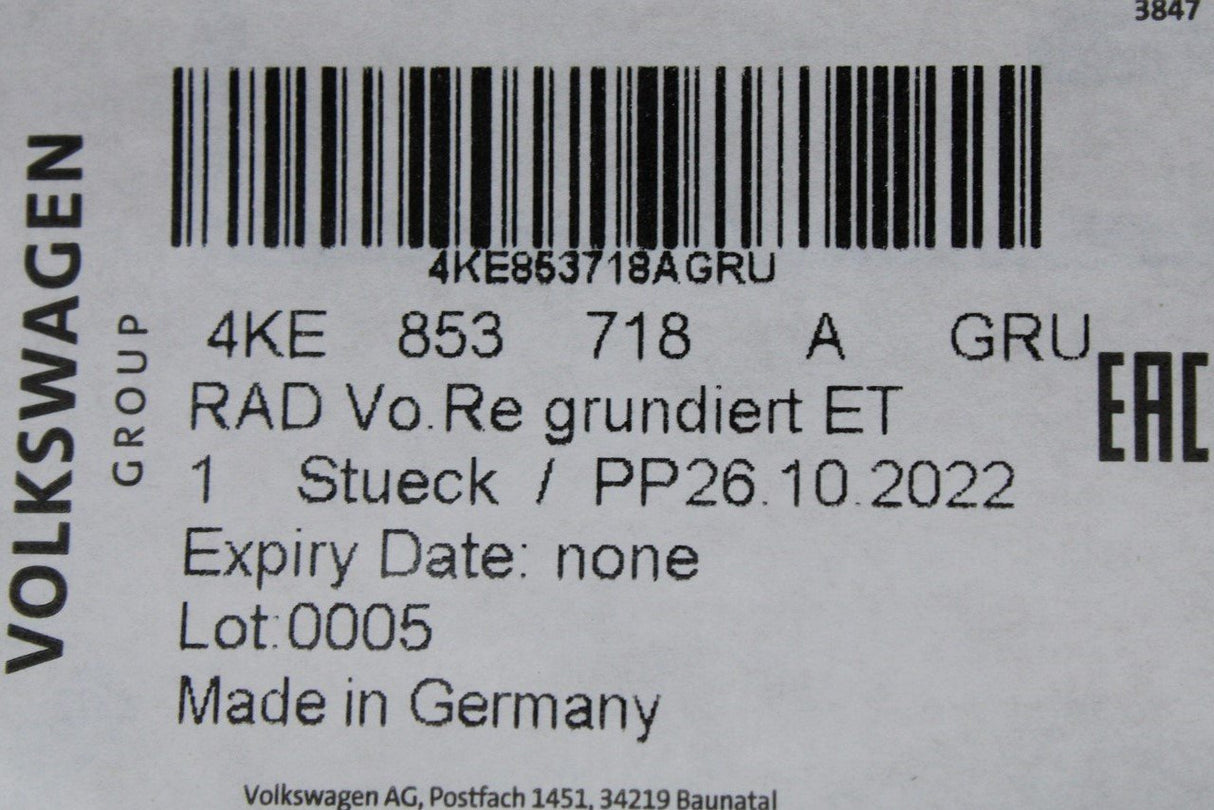 3847
VOLKSWAGEN
GROUP
4KE853718AGRU
4KE 853 718 A GRU
EAC
RAD Vo.Re grundiert ET
1 Stueck / PP26.10.2022
Expiry Date: none
Lot:0005
Made in Germany
Volkswagen AG, Postfach 1451, 34219 Baunatal